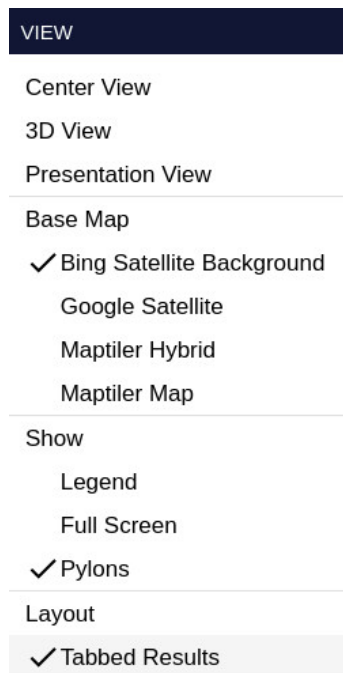 VIEW
Center View
3D View
Presentation View
Base Map
Bing Satellite Background
Google Satellite
Maptiler Hybrid
Maptiler Map
Show
Legend
Full Screen
Pylons
Layout
Tabbed Results